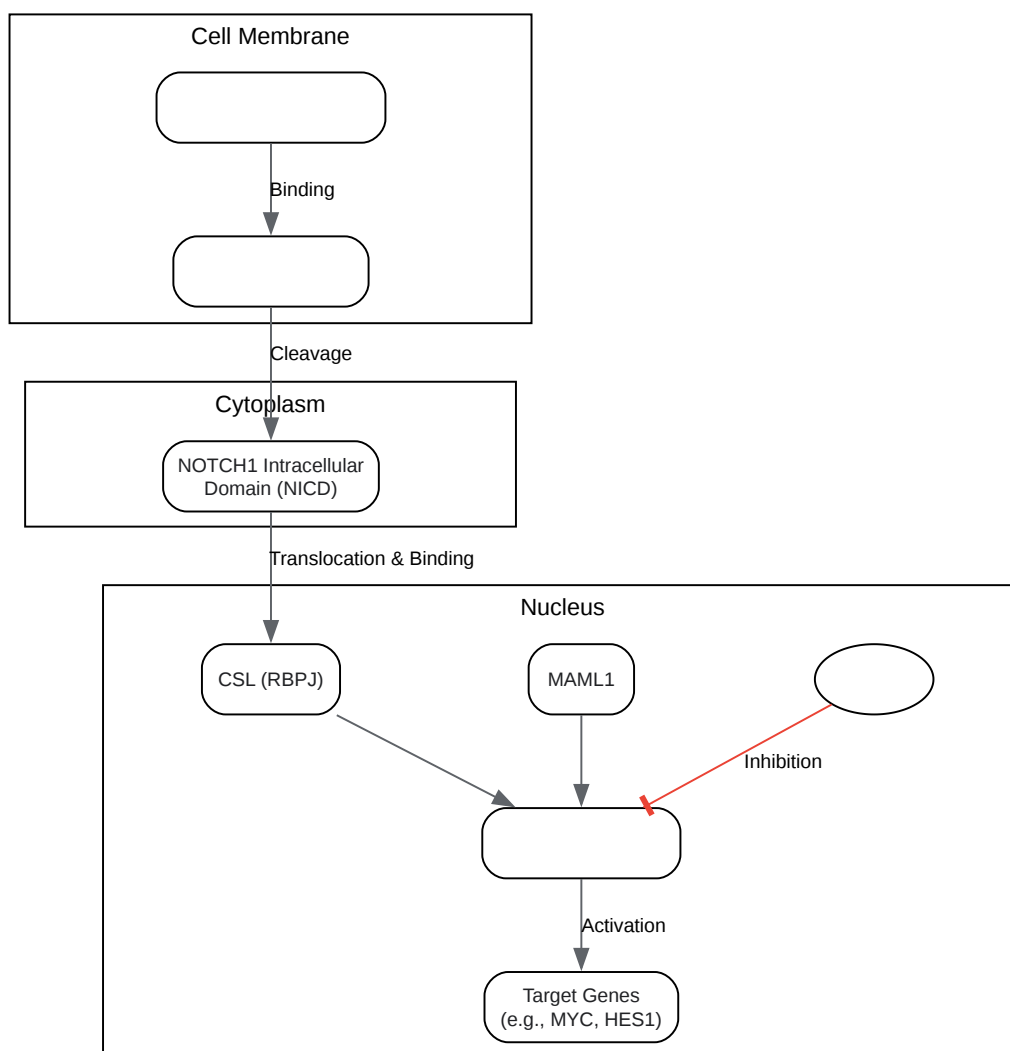 Cell Membrane
Binding
Cleavage
Cytoplasm
NOTCH1 Intracellular
Domain (NICD)
Translocation & Binding
Nucleus
CSL (RBPJ)
MAML1
Inhibition
Activation
Target Genes
(e.g., MYC, HES1)